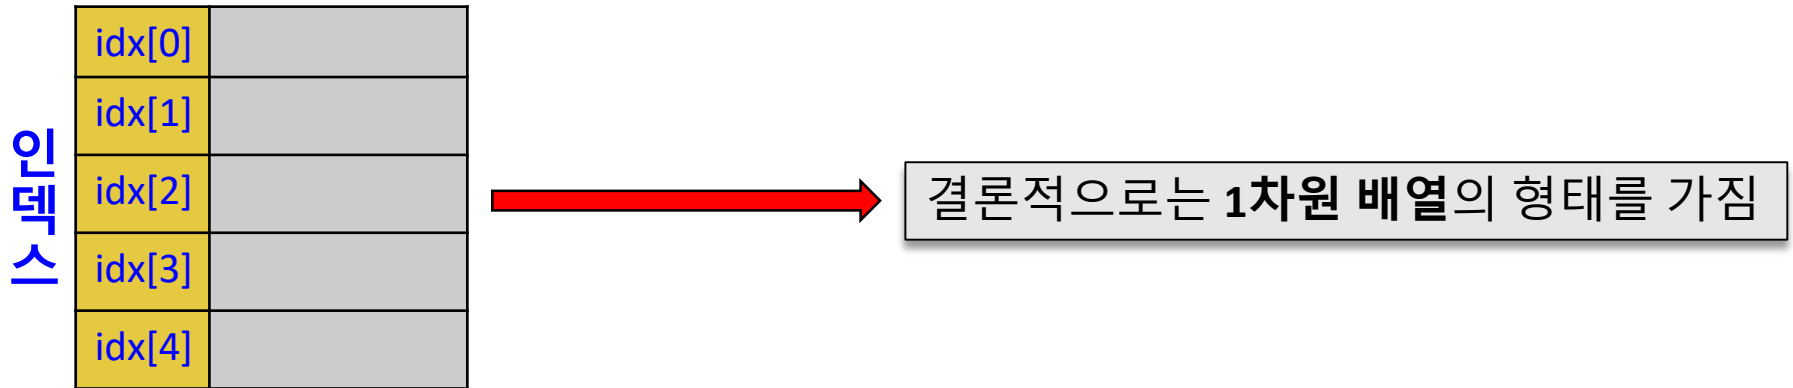 인덱스
idx[0]
idx[1]
idx[2]
idx[3]
idx[4]
결론적으로는 1차원 배열의 형태를 가짐